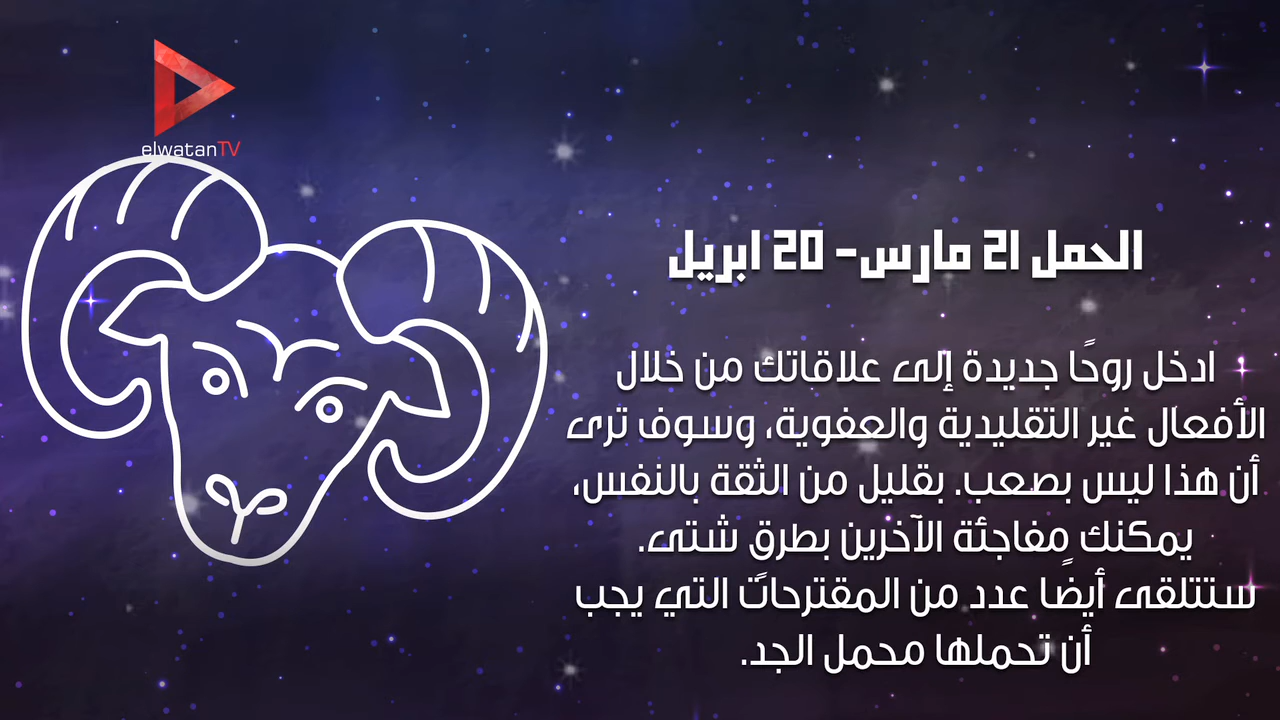 elwatanTV
الحمل 21 مارس- 20 ابريل
ادخل روحًا جديدة إلى علاقاتك من خلال
الأفعال غير التقليدية والعفوية، وسوف ترى
أن هذا ليس بصعب. بقليل من الثقة بالنفس،
يمكنك مفاجئة الآخرين بطرق شتى.
ستتلقى أيضًا عدد من المقترحات التي يجب
أن تحملها محمل الجد.